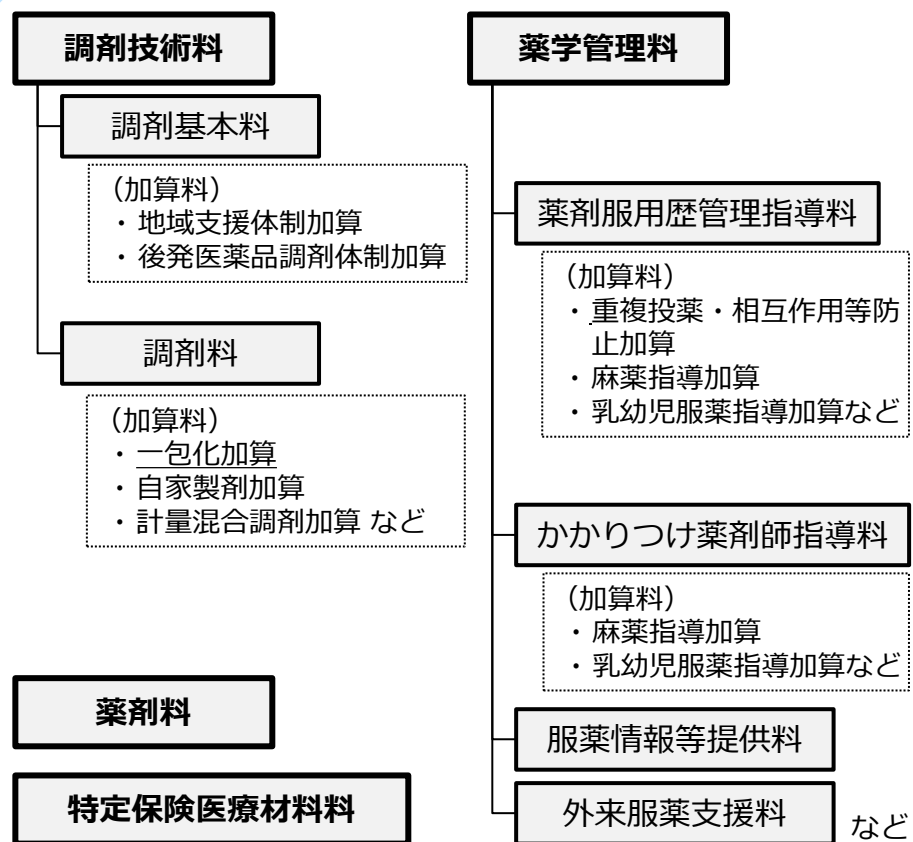 調剤技術料
調剤基本料
（加算料）
・地域支援体制加算
・後発医薬品調剤体制加算
調剤料
（加算料）
・一包化加算
・自家製剤加算
・計量混合調剤加算 など
薬剤料
特定保険医療材料料
薬学管理料
薬剤服用歴管理指導料
（加算料）
・重複投薬・相互作用等防
止加算
・麻薬指導加算
・乳幼児服薬指導加算など
かかりつけ薬剤師指導料
（加算料）
・麻薬指導加算
・乳幼児服薬指導加算など
服薬情報等提供料
外来服薬支援料
など